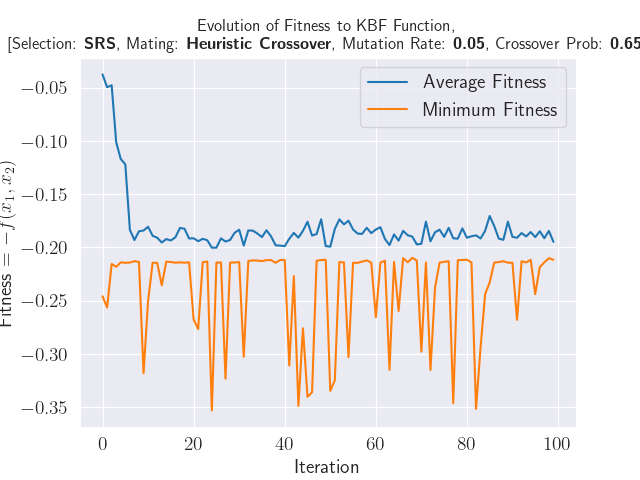 Evolution of Fitness to KBF Function,
[Selection: SRS, Mating: Heuristic Crossover, Mutation Rate: 0.05, Crossover Prob: 0.65
Average Fitness
Minimum Fitness
−0.05
−0.10
−0.15
−0.20
−0.25
−0.30
−0.35
Fitness = −f(x₁, x₂)
0 20 40 60 80 100
Iteration